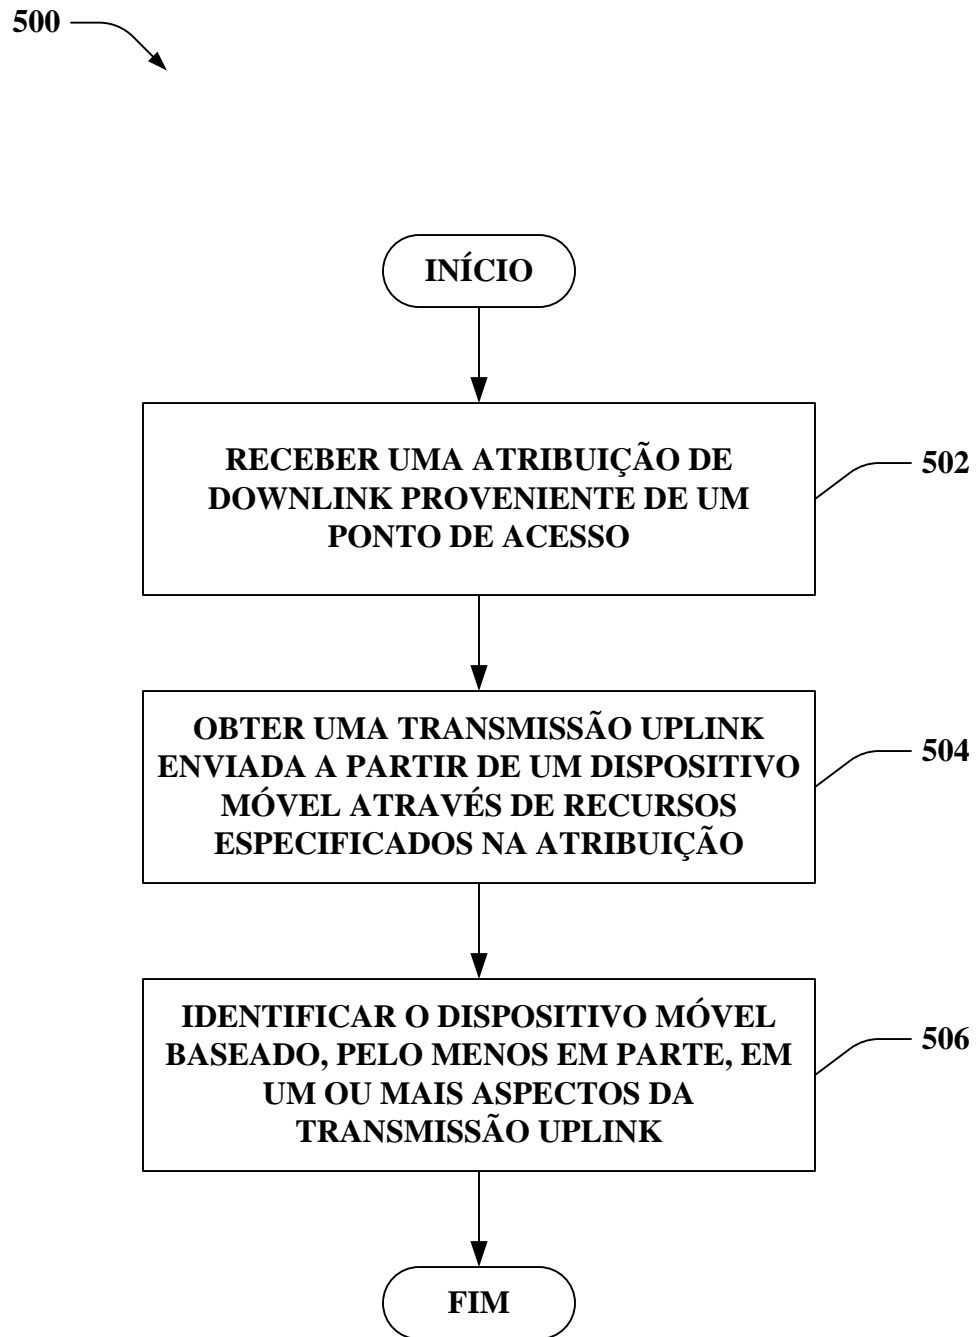 500
INÍCIO
RECEBER UMA ATRIBUIÇÃO DE
DOWNLINK PROVENIENTE DE UM
PONTO DE ACESSO
502
OBTER UMA TRANSMISSÃO UPLINK
ENVIADA A PARTIR DE UM DISPOSITIVO
MÓVEL ATRAVÉS DE RECURSOS
ESPECIFICADOS NA ATRIBUIÇÃO
504
IDENTIFICAR O DISPOSITIVO MÓVEL
BASEADO, PELO MENOS EM PARTE, EM
UM OU MAIS ASPECTOS DA
TRANSMISSÃO UPLINK
506
FIM